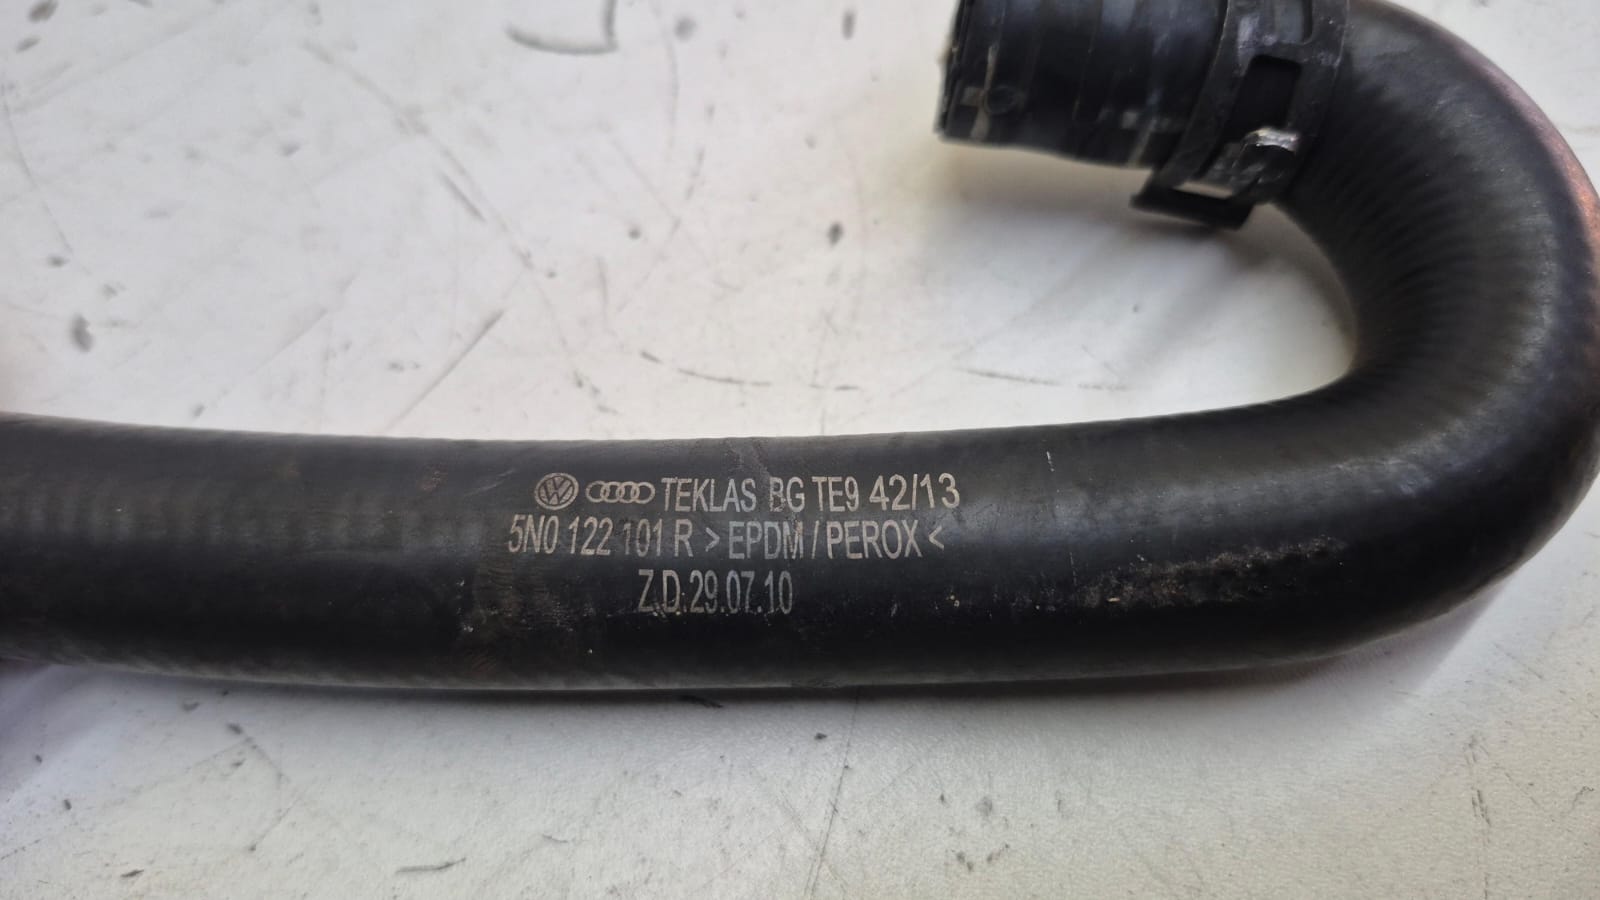 TEKLAS BG TE9 42/13
5N0 122 101 R > EPDM / PEROX <
Z.D.29.07.10